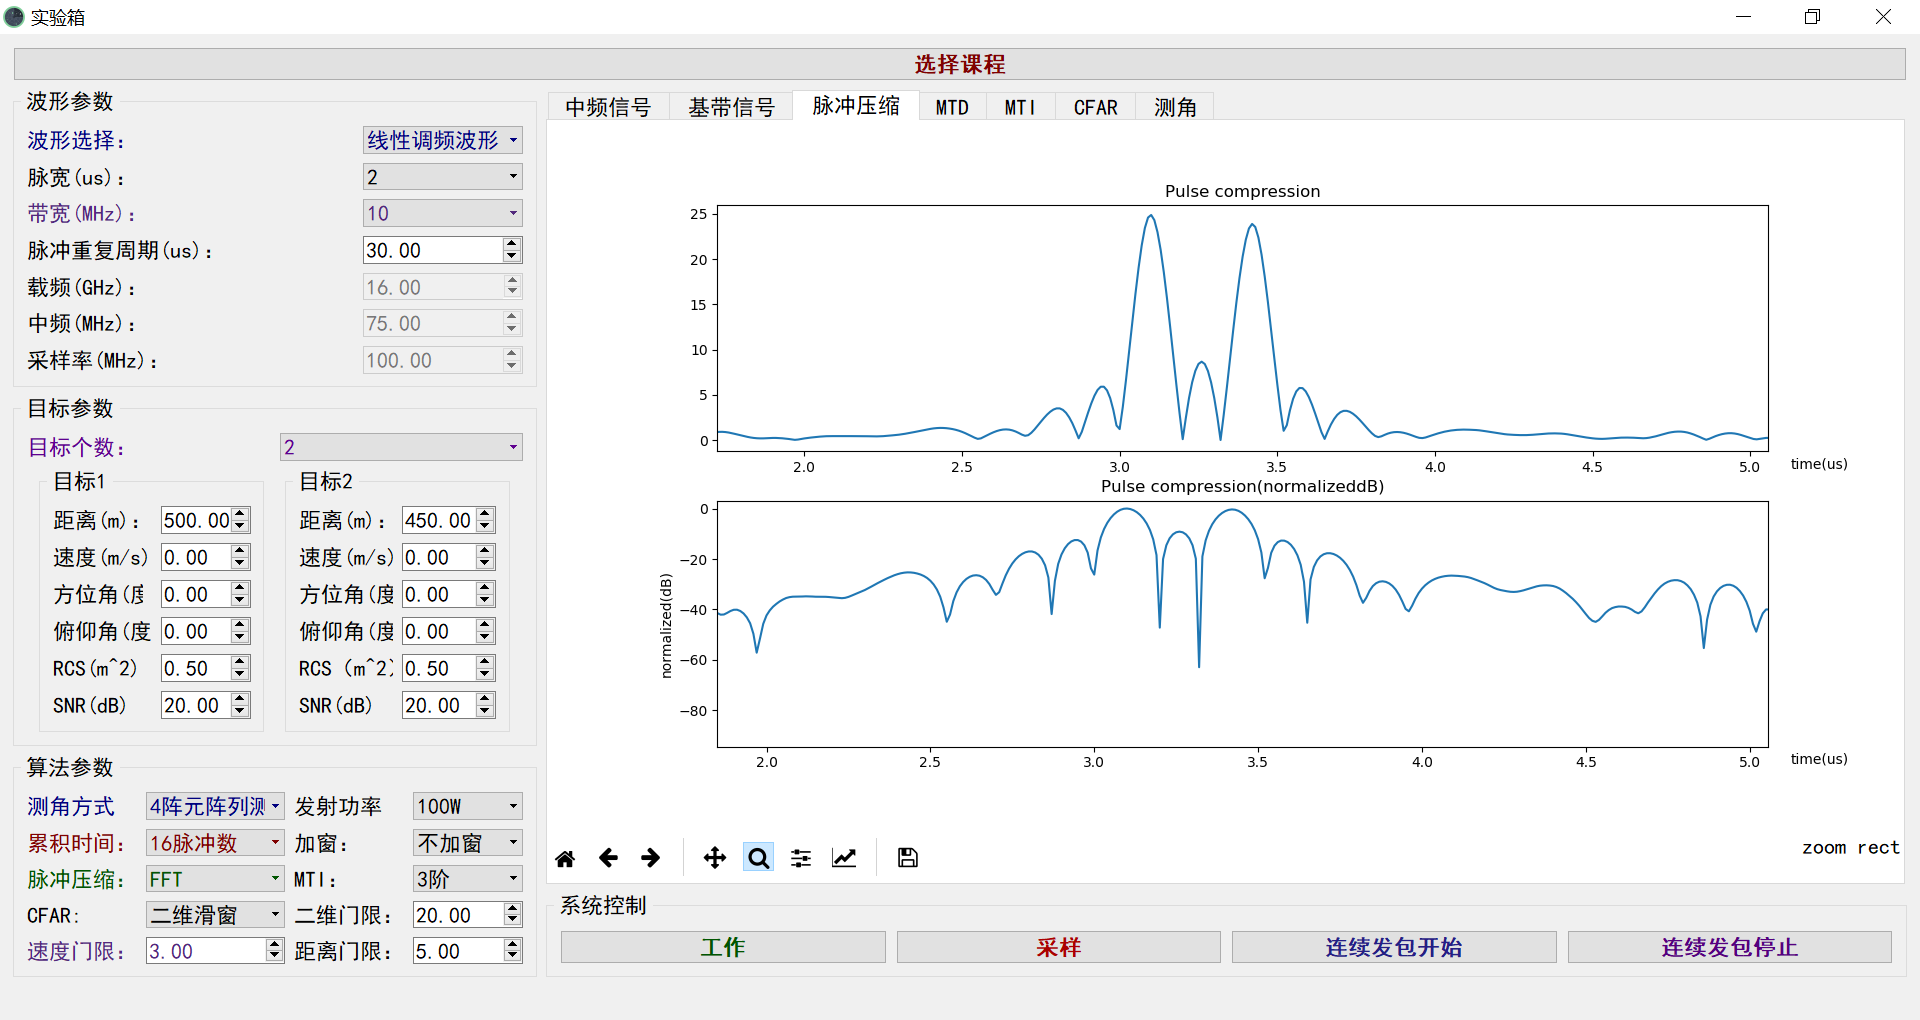 实验箱
选择课程
波形参数
波形选择： 线性调频波形
脉宽(us)： 2
带宽(MHz)： 10
脉冲重复周期(us)： 30.00
载频(GHz)： 16.00
中频(MHz)： 75.00
采样率(MHz)： 100.00
目标参数
目标个数： 2
目标1
距离(m)： 500.00
速度(m/s) 0.00
方位角(度 0.00
俯仰角(度 0.00
RCS(m^2) 0.50
SNR(dB) 20.00
目标2
距离(m)： 450.00
速度(m/s) 0.00
方位角(度 0.00
俯仰角(度 0.00
RCS (m^2) 0.50
SNR(dB) 20.00
算法参数
测角方式 4阵元阵列测 发射功率 100W
累积时间： 16脉冲数 加窗： 不加窗
脉冲压缩： FFT MTI： 3阶
CFAR: 二维滑窗 二维门限： 20.00
速度门限： 3.00 距离门限： 5.00
中频信号 基带信号 脉冲压缩 MTD MTI CFAR 测角
Pulse compression
25
20
15
10
5
0
2.0 2.5 3.0 3.5 4.0 4.5 5.0 time(us)
Pulse compression(normalizeddB)
normalized(dB)
0
−20
−40
−60
−80
2.0 2.5 3.0 3.5 4.0 4.5 5.0 time(us)
zoom rect
系统控制
工作 采样 连续发包开始 连续发包停止